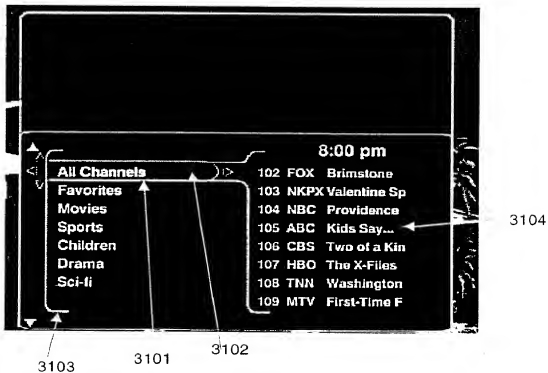 8:00 pm
All Channels
Favorites
Movies
Sports
Children
Drama
Sci-fi
102 FOX Brimstone
103 NKPX Valentine Sp
104 NBC Providence
105 ABC Kids Say...
106 CBS Two of a Kin
107 HBO The X-Files
108 TNN Washington
109 MTV First-Time F
3104
3103
3101
3102